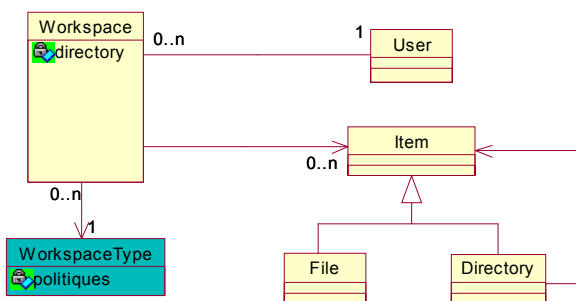 Workspace
directory
0..n
1
User
Item
0..n
0..n
1
WorkspaceType
politiques
File
Directory